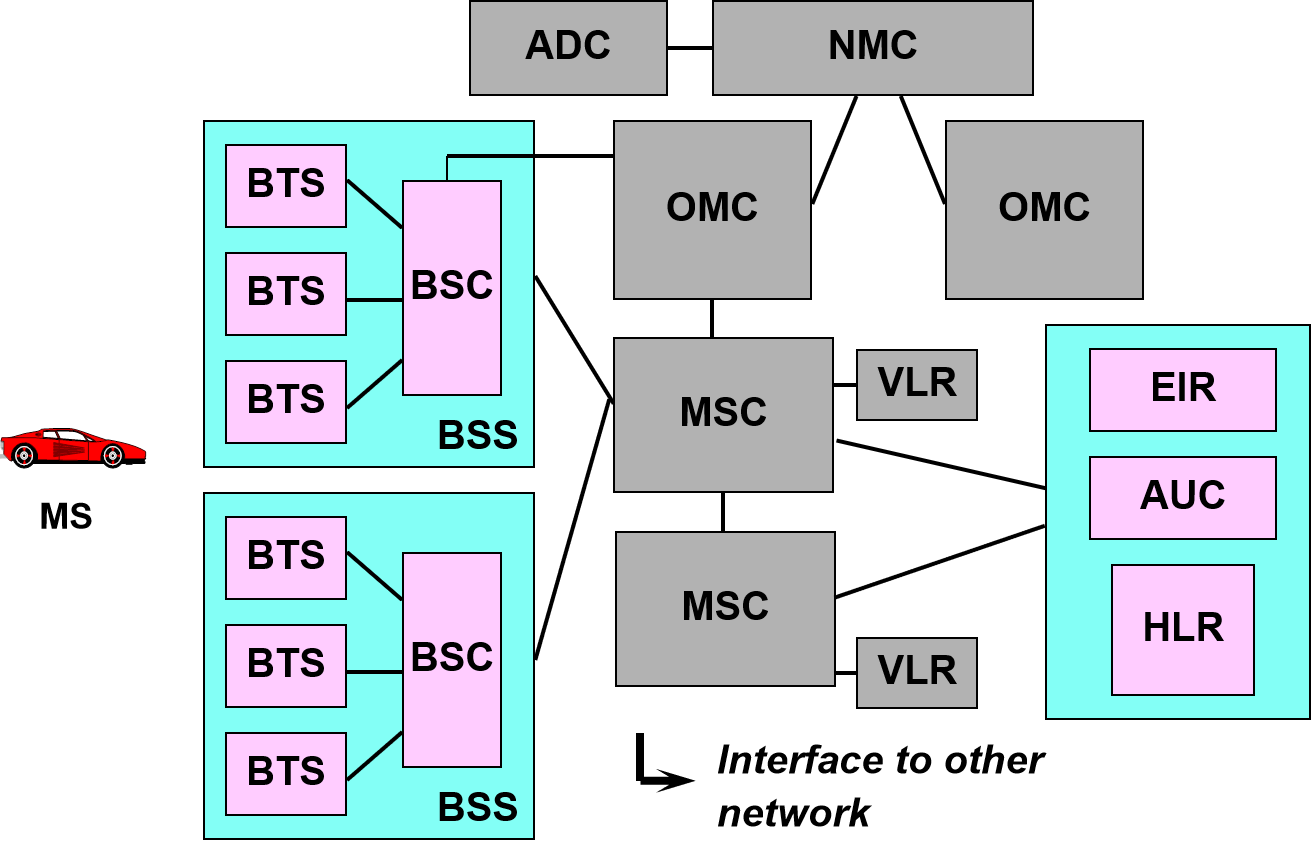 ADC
NMC
BTS
BTS
BTS
BSC
BSS
OMC
OMC
MS
BTS
BTS
BTS
BSC
BSS
MSC
VLR
MSC
VLR
EIR
AUC
HLR
Interface to other
network